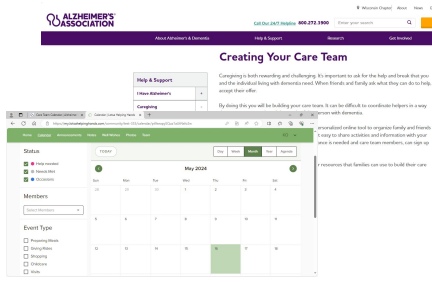 Wisconsin Chapter
About
News
ALZHEIMER'S
ASSOCIATION
Call Our 24/7 Helpline 800.272.3900
Enter your search
About Alzheimer's & Dementia
Help & Support
Research
Get Involved
Creating Your Care Team
Help & Support
I Have Alzheimer's
Caregiving
Caregiving is both rewarding and challenging. It's important to ask for the help and break that you
and the individual living with dementia need. When friends and family ask what they can do to help,
accept their offer.
By doing this you will be building your care team. It can be difficult to coordinate helpers in a way
person with dementia.
personalized online tool to organize family and friends
easy to share activities and information with your
ance is needed and care team members, can sign up
resources that families can use to build their care
Home Calendar Announcements Photos Team
Status
Help Needed
Needs Met
Occasions
Members
Select Members
Event Type
Preparing Meals
Giving Rides
Shopping
Childcare
Visits
TODAY
Day Week Month Year Agenda
May 2024
Sun Mon Tue Wed Thu Fri Sat
28 29 30 1 2 3 4
5 6 7 8 9 10 11
12 13 14 15 16 17 18